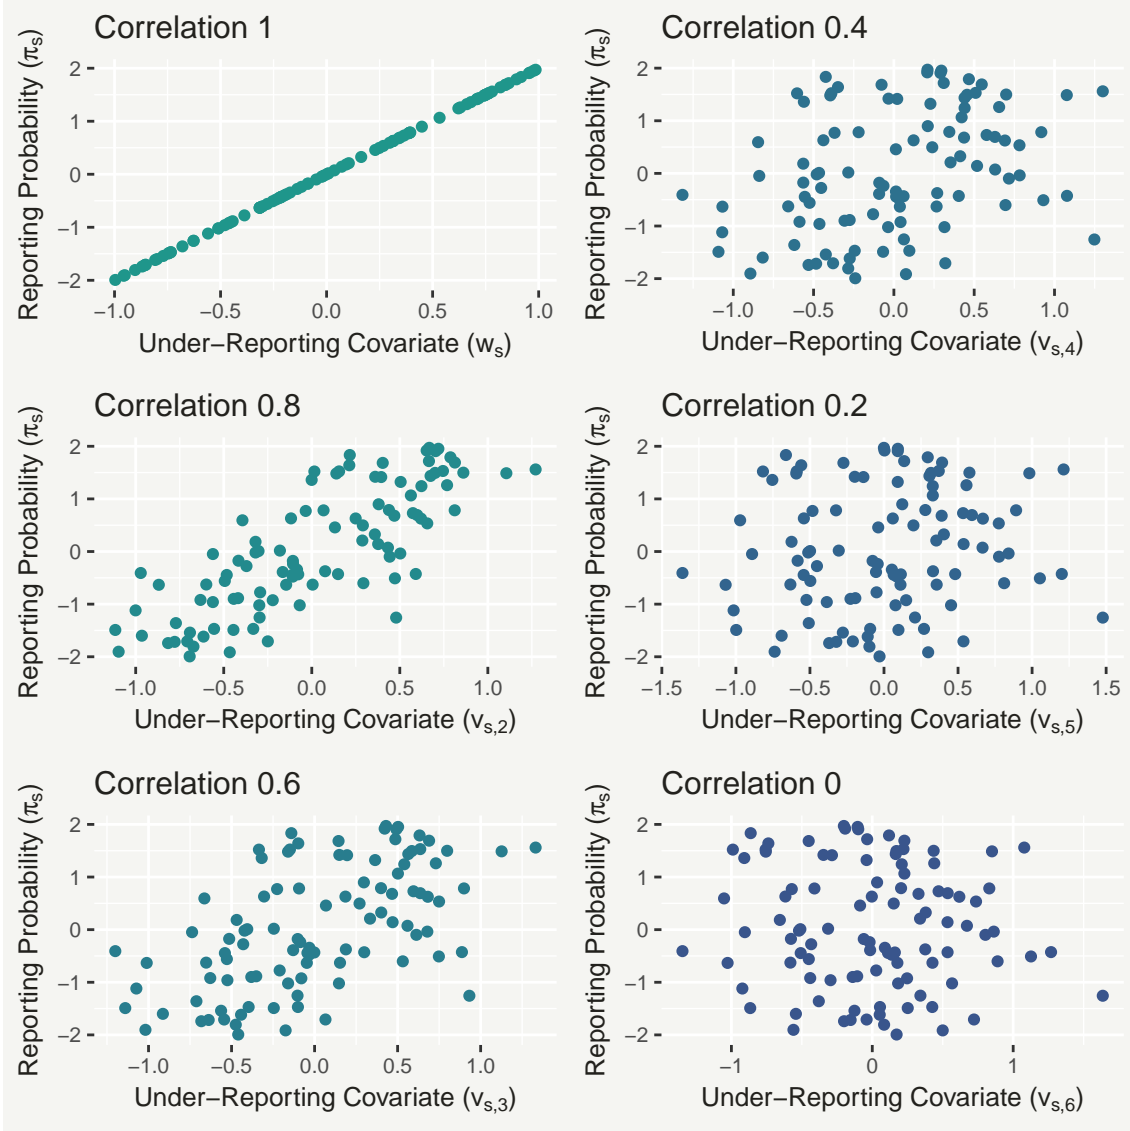 Correlation 1
Reporting Probability (πs)
2
1
0
−1
−2
−1.0 −0.5 0.0 0.5 1.0
Under−Reporting Covariate (ws)
Correlation 0.4
Reporting Probability (πs)
2
1
0
−1
−2
−1.0 −0.5 0.0 0.5 1.0
Under−Reporting Covariate (vs,4)
Correlation 0.8
Reporting Probability (πs)
2
1
0
−1
−2
−1.0 −0.5 0.0 0.5 1.0
Under−Reporting Covariate (vs,2)
Correlation 0.2
Reporting Probability (πs)
2
1
0
−1
−2
−1.5 −1.0 −0.5 0.0 0.5 1.0 1.5
Under−Reporting Covariate (vs,5)
Correlation 0.6
Reporting Probability (πs)
2
1
0
−1
−2
−1.0 −0.5 0.0 0.5 1.0
Under−Reporting Covariate (vs,3)
Correlation 0
Reporting Probability (πs)
2
1
0
−1
−2
−1 0 1
Under−Reporting Covariate (vs,6)